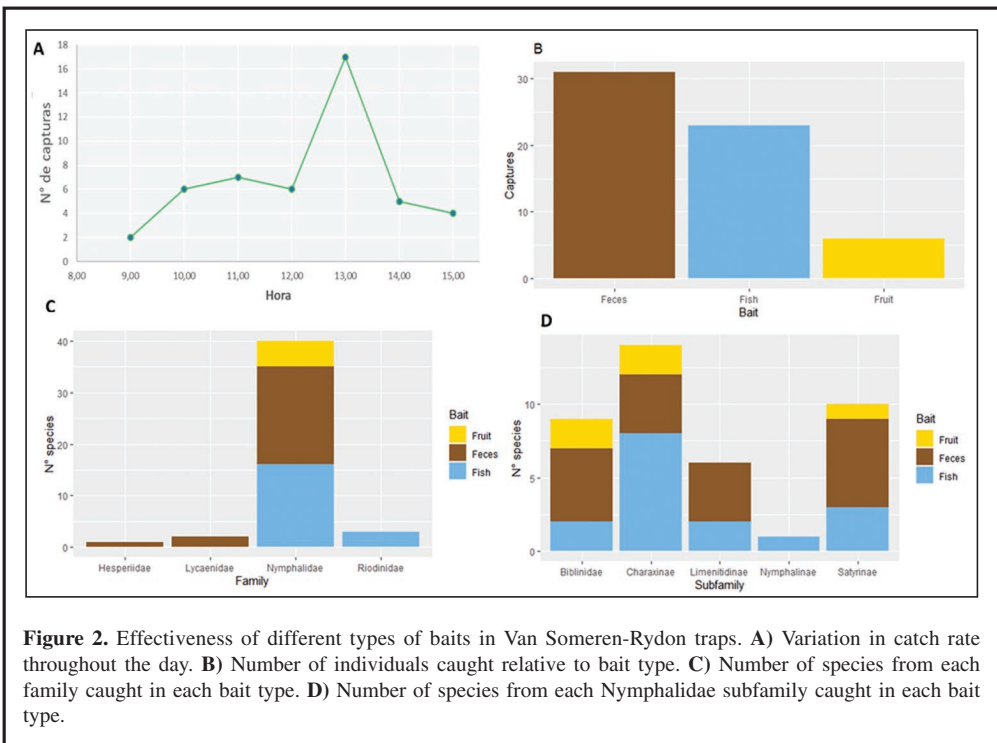 A
18
16
14
12
10
8
6
4
2
0
N° de capturas
8,00 9,00 10,00 11,00 12,00 13,00 14,00 15,00
Hora
B
30
20
10
0
Captures
Feces Fish Fruit
Bait
C
40
30
20
10
0
N° species
Hesperiidae Lycaenidae Nymphalidae Riodinidae
Family
Bait
Fruit
Feces
Fish
D
10
5
0
N° species
Biblinidae Charaxinae Limenitidinae Nymphalinae Satyrinae
Subfamily
Bait
Fruit
Feces
Fish
Figure 2. Effectiveness of different types of baits in Van Someren-Rydon traps. A) Variation in catch rate
throughout the day. B) Number of individuals caught relative to bait type. C) Number of species from each
family caught in each bait type. D) Number of species from each Nymphalidae subfamily caught in each bait
type.